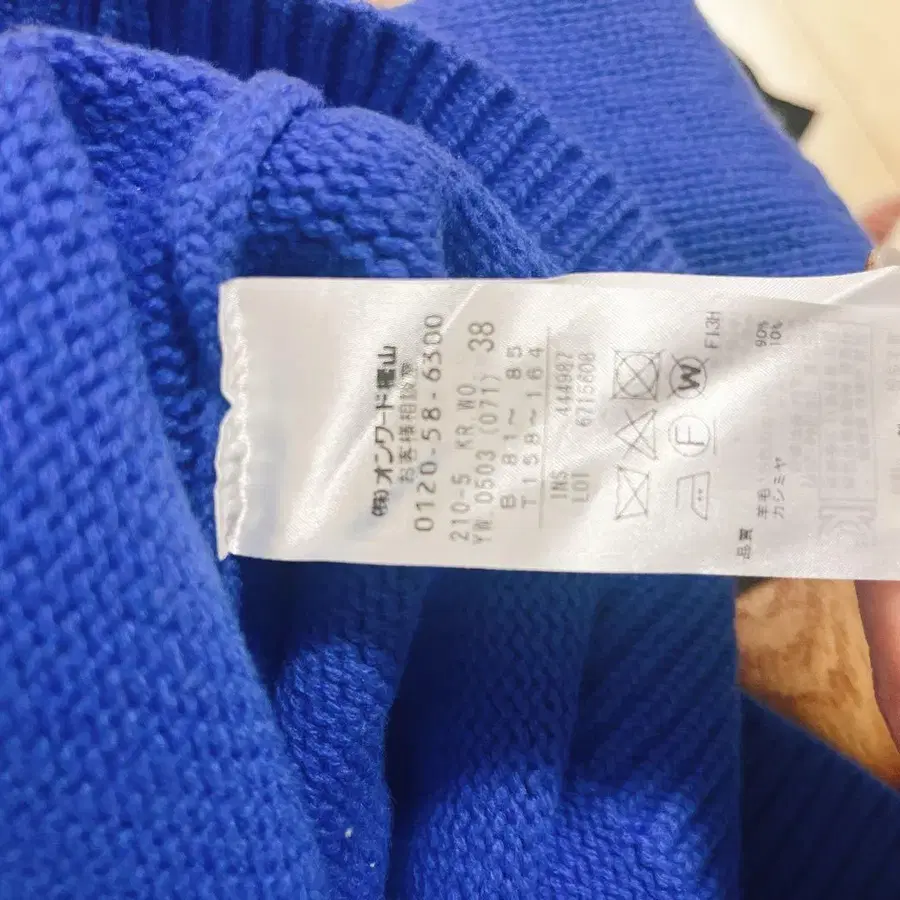 (株)オンワード樫山
お客様相談室
0120-58-6300
210-5 KR WO 38
YW 0503 (071)
B 81～ 85
T 158～164
INS 444987
LOT 6715608
W
F
F13H
品質
羊毛 90%
カシミヤ 10%